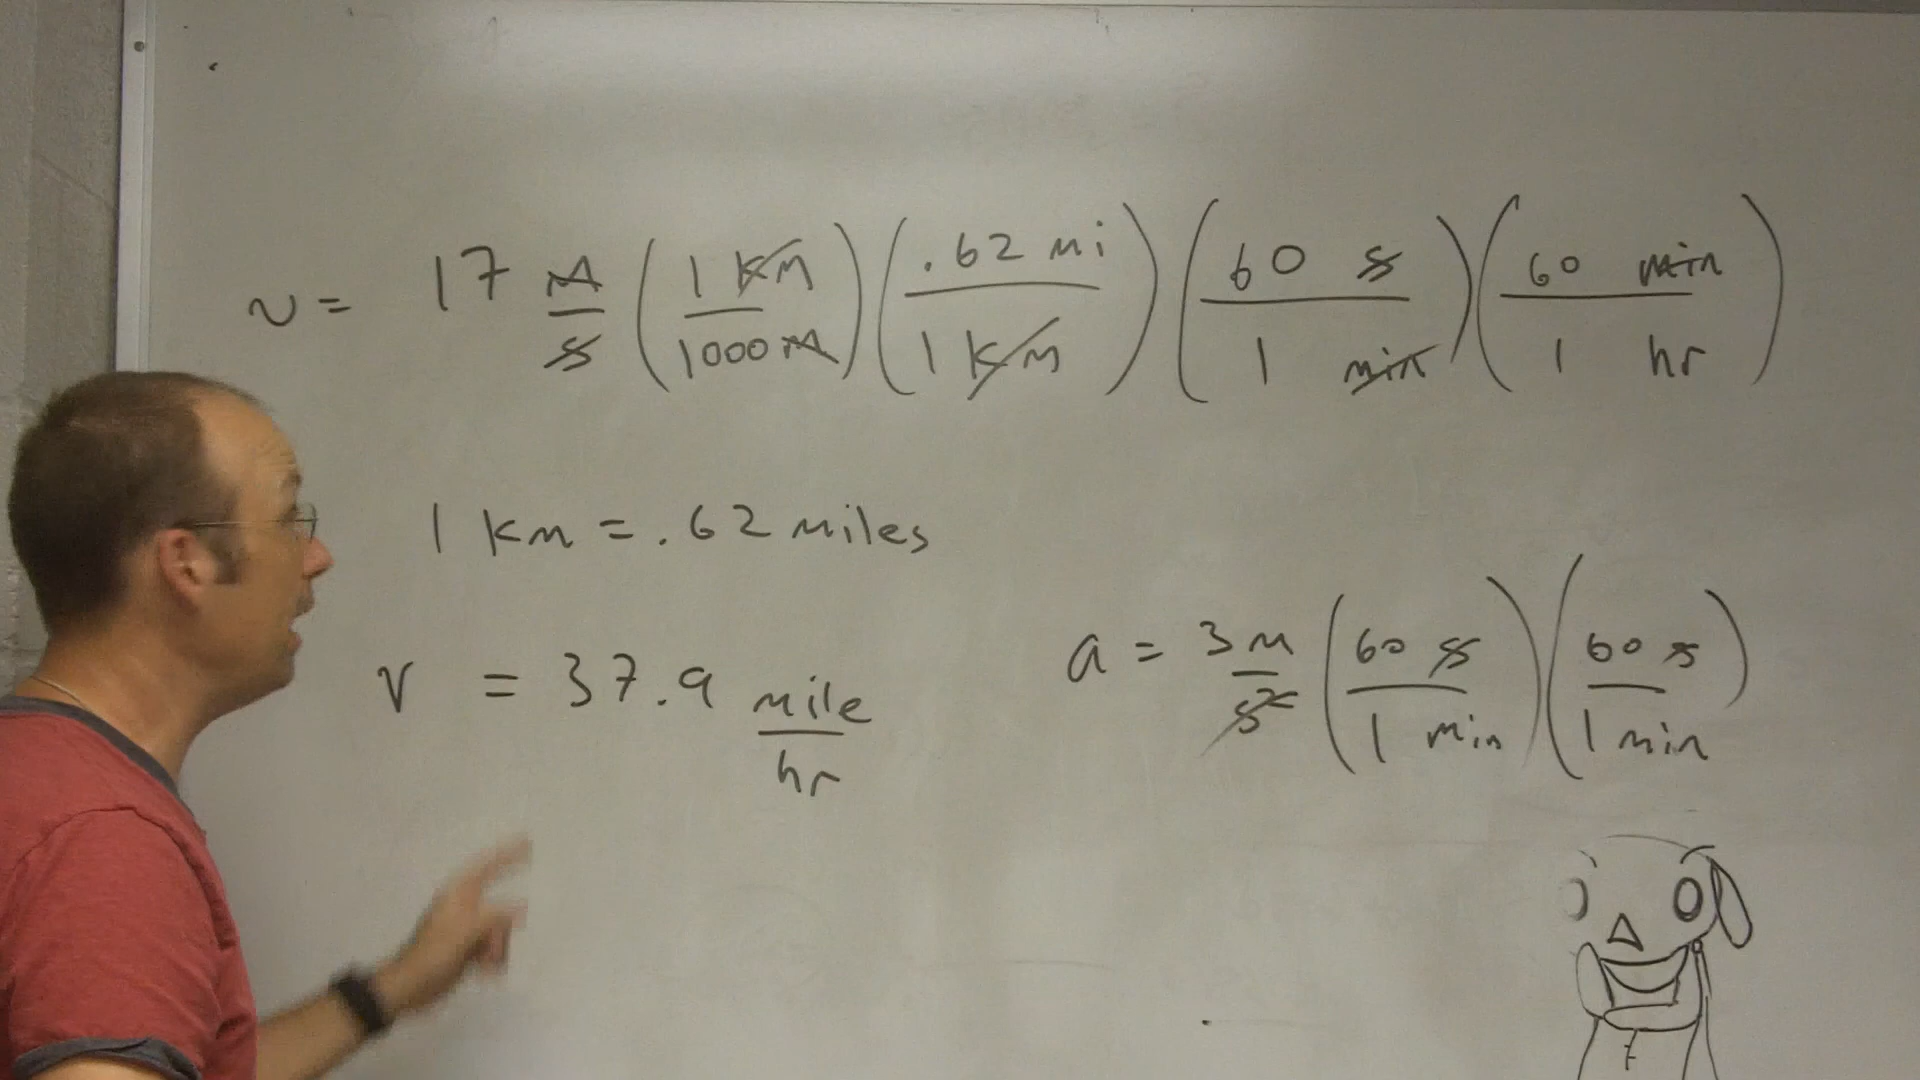 v = 17 m/s (1 km/1000 m) (.62 mi/1 km) (60 s/1 min) (60 min/1 hr)
1 km = .62 miles
v = 37.9 mile/hr
a = 3 m/s² (60 s/1 min) (60 s/1 min)